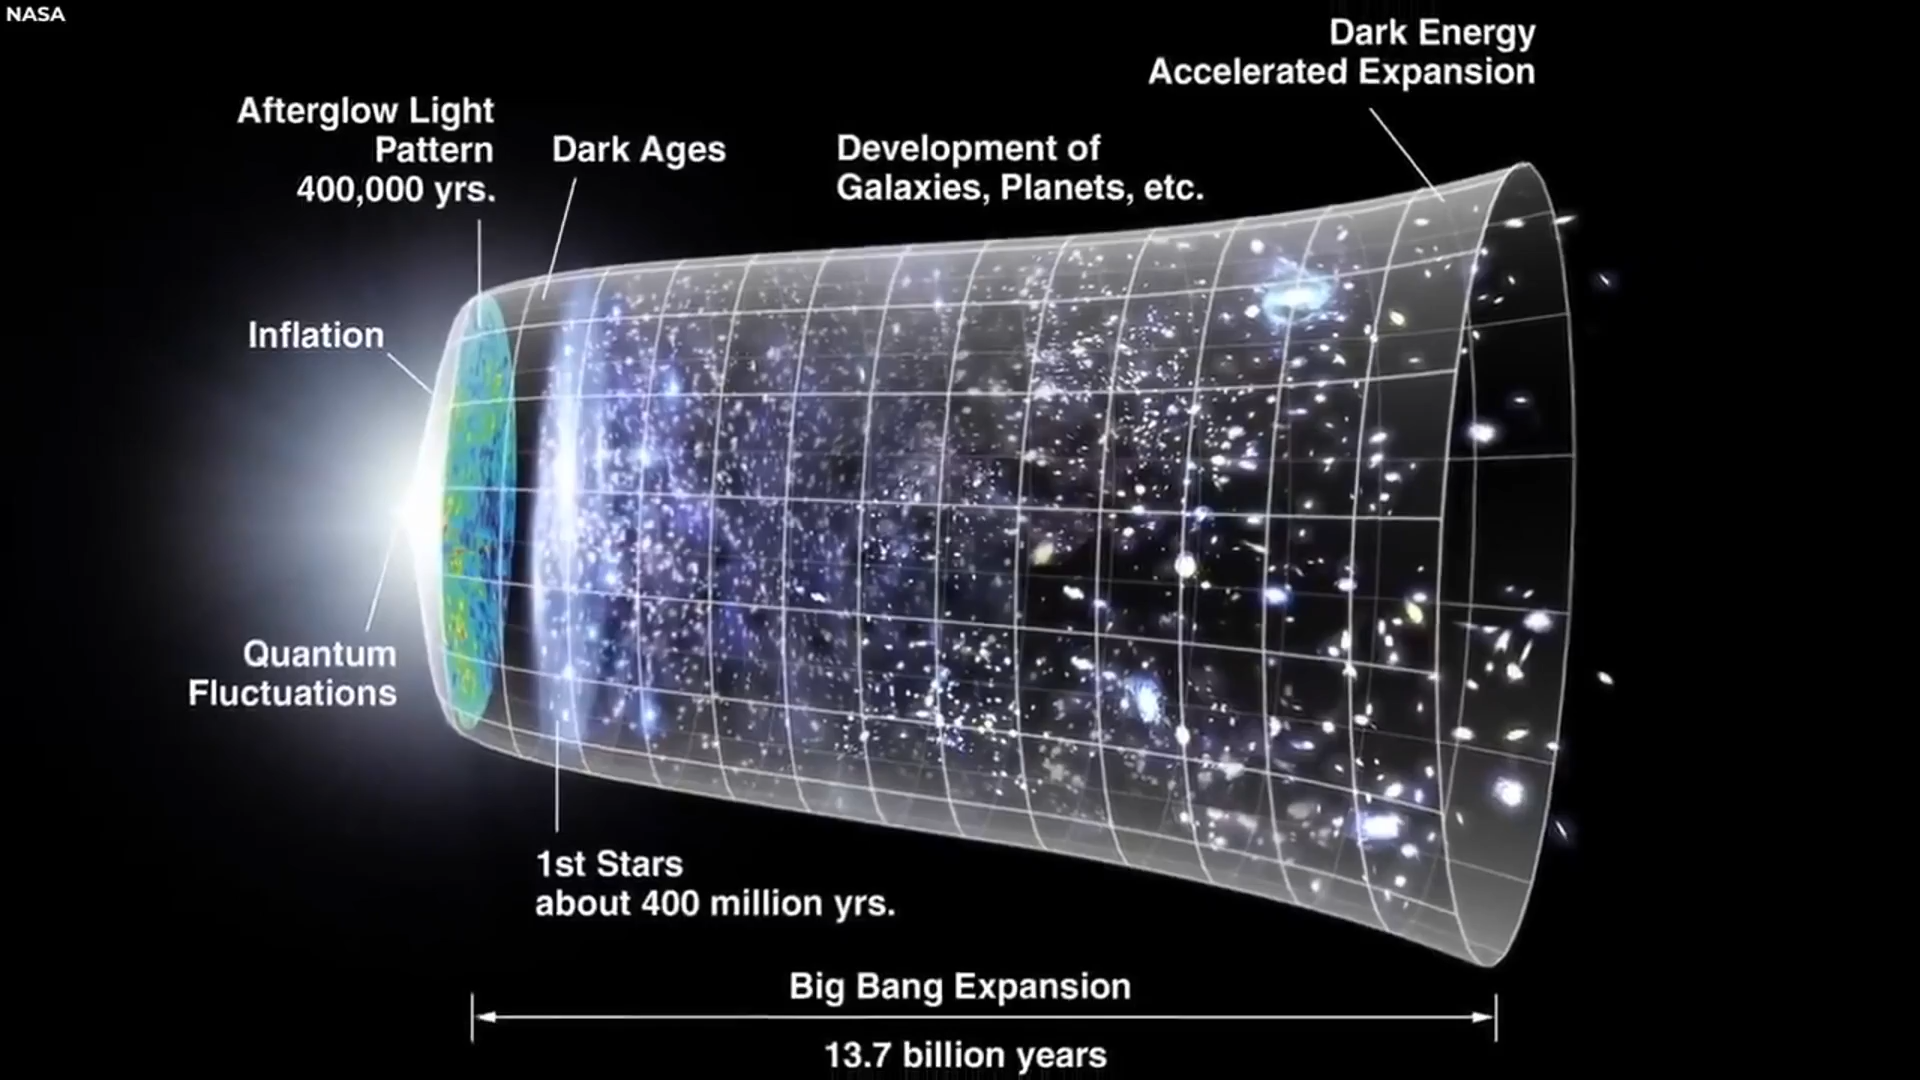 NASA
Dark Energy
Accelerated Expansion
Afterglow Light
Pattern
400,000 yrs.
Dark Ages
Development of
Galaxies, Planets, etc.
Inflation
Quantum
Fluctuations
1st Stars
about 400 million yrs.
Big Bang Expansion
13.7 billion years